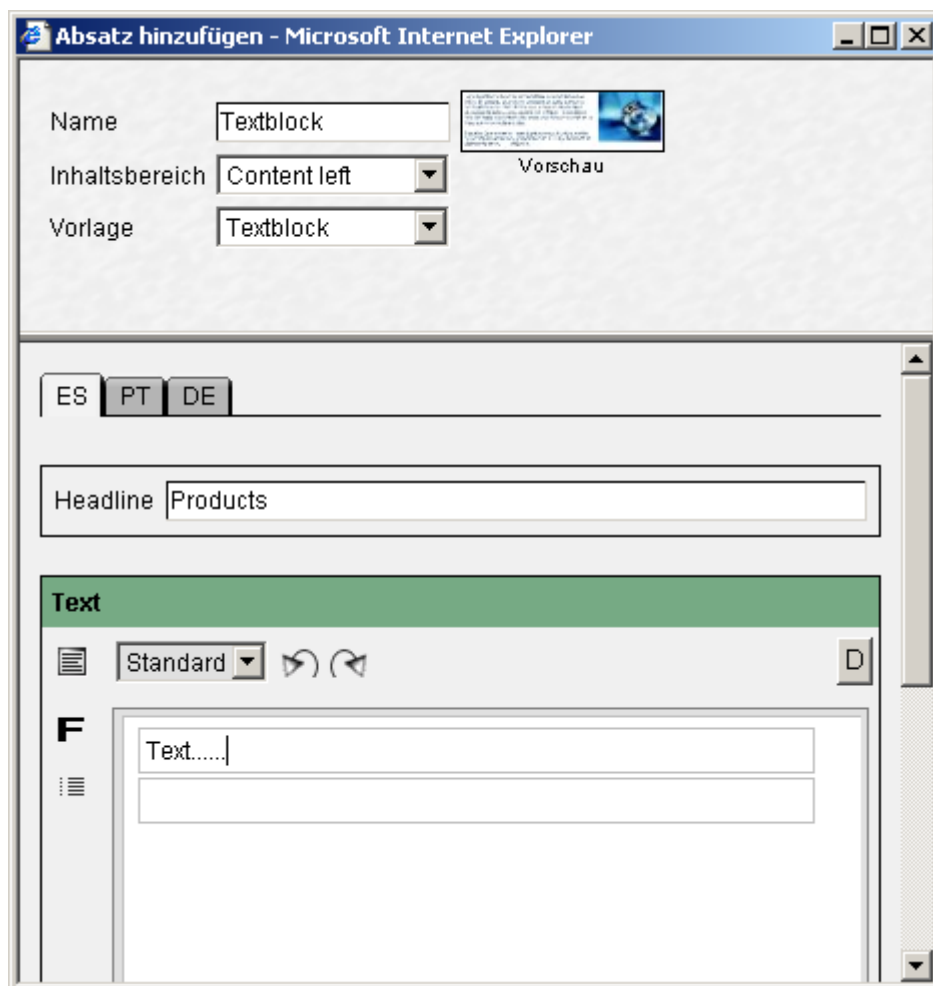 Absatz hinzufügen - Microsoft Internet Explorer
Name Textblock
Vorschau
Inhaltsbereich Content left
Vorlage Textblock
ES PT DE
Headline Products
Text
Standard D
F
Text......